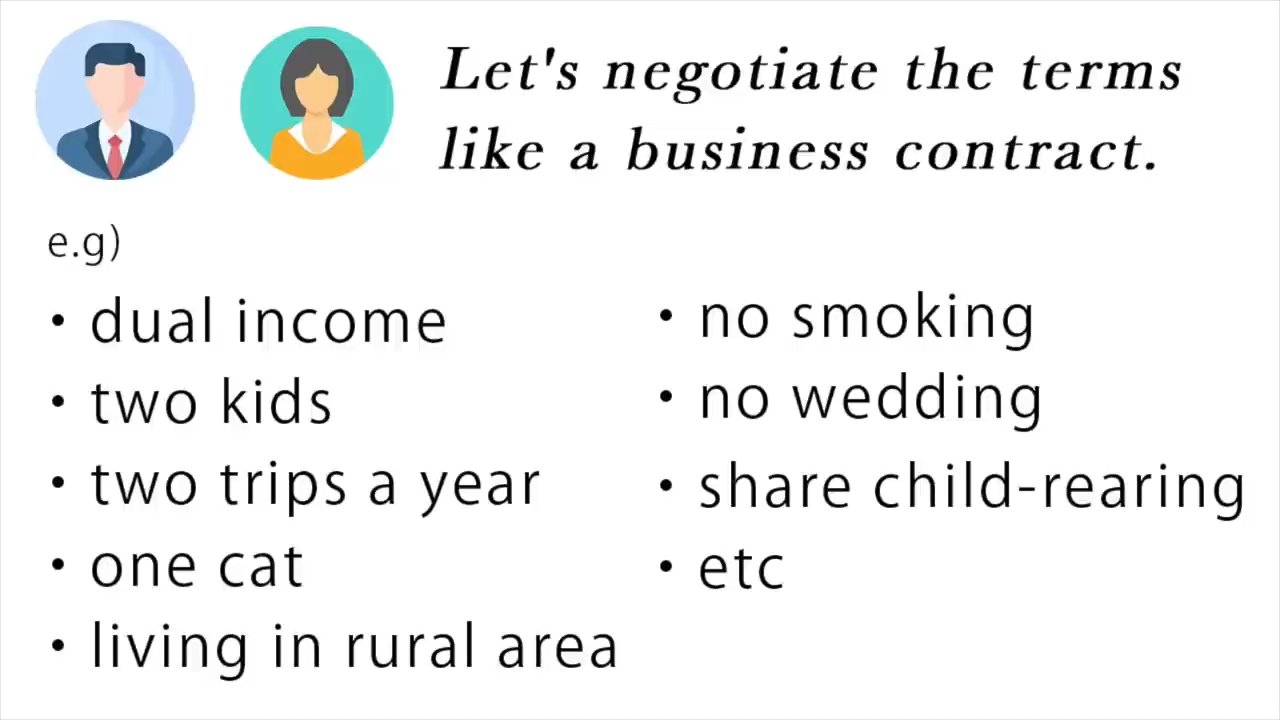 Let's negotiate the terms
like a business contract.
e.g)
・dual income
・two kids
・two trips a year
・one cat
・living in rural area
・no smoking
・no wedding
・share child-rearing
・etc